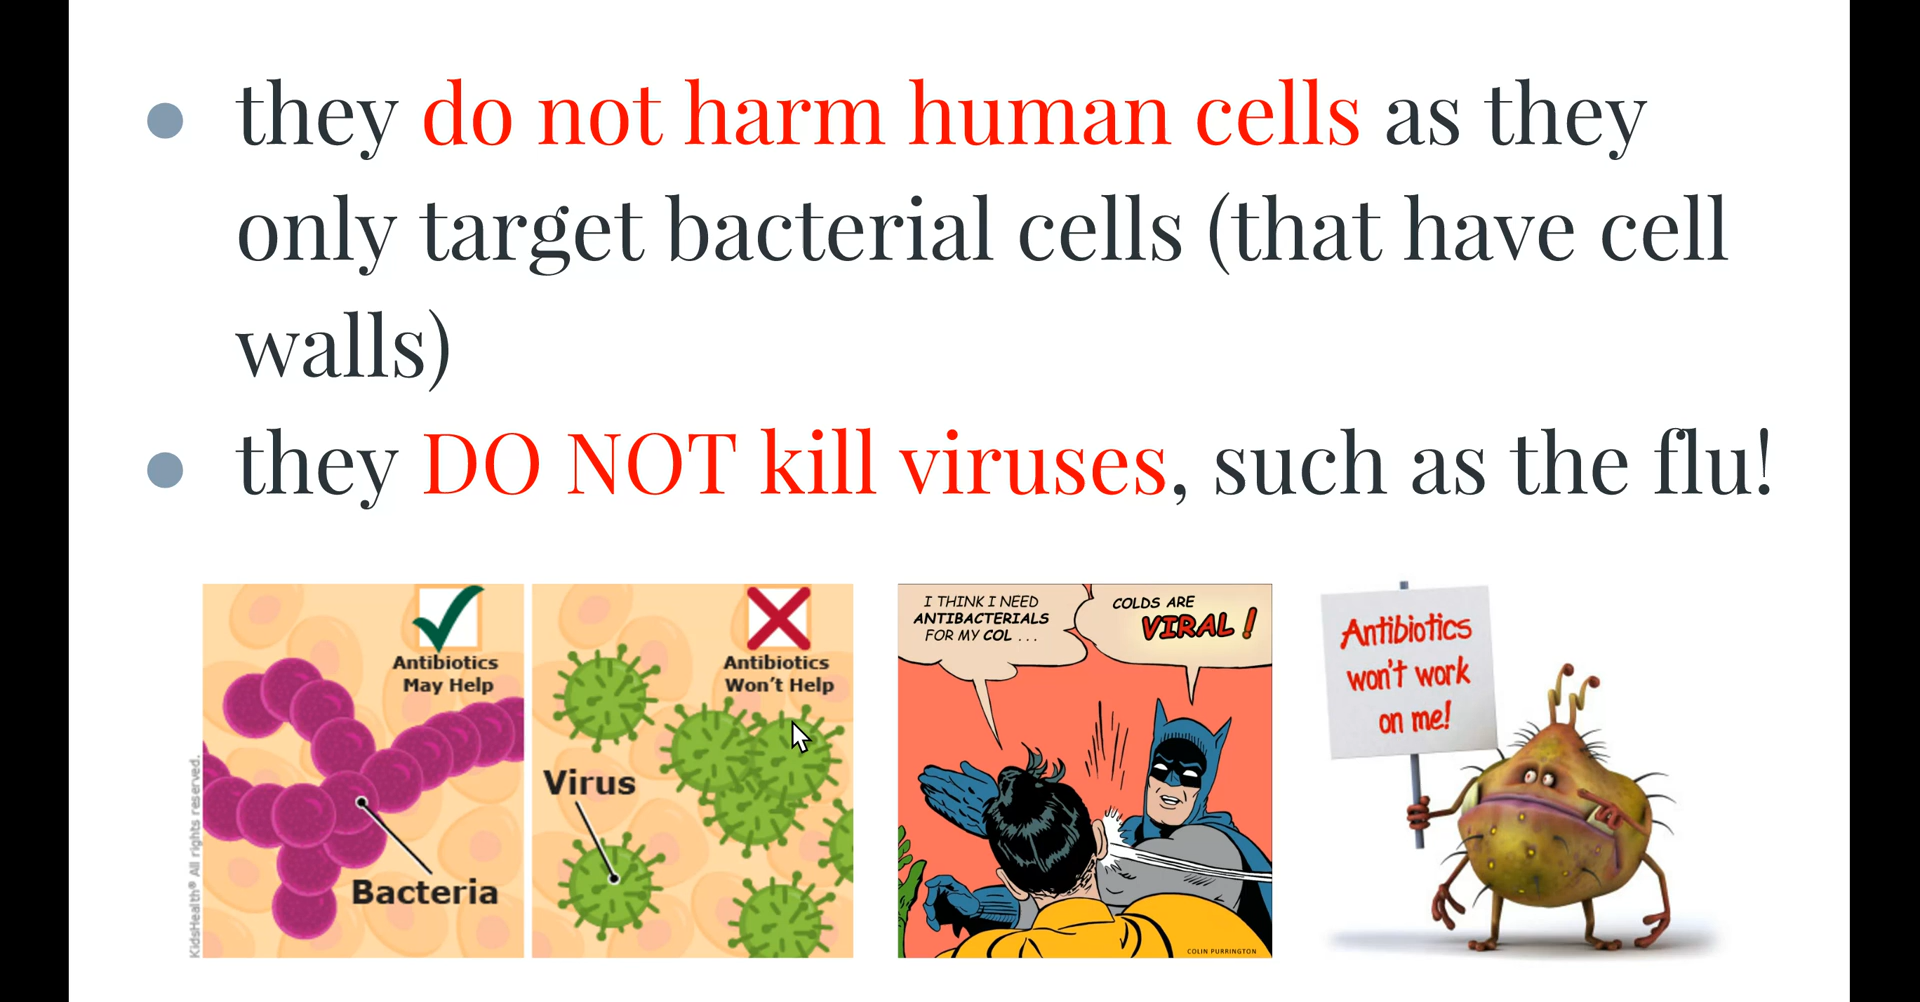 they do not harm human cells as they
only target bacterial cells (that have cell
walls)
they DO NOT kill viruses, such as the flu!
Antibiotics
May Help
Bacteria
KidsHealth® All rights reserved.
Antibiotics
Won't Help
Virus
I THINK I NEED
ANTIBACTERIALS
FOR MY COL ...
COLDS ARE
VIRAL!
COLIN PURRINGTON
Antibiotics
won't work
on me!